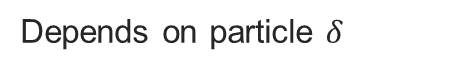 Depends on particle δ